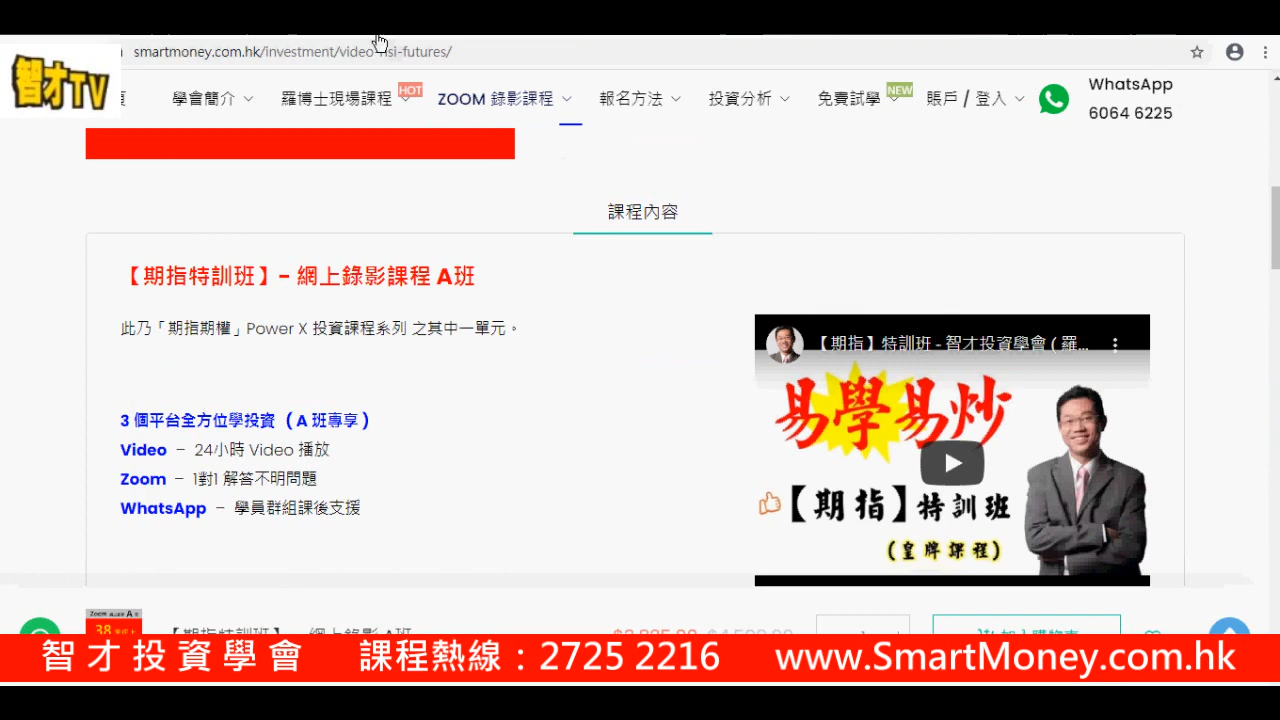 smartmoney.com.hk/investment/video-hsi-futures/
智才TV
學會簡介
羅博士現場課程
HOT
ZOOM 錄影課程
報名方法
投資分析
免費試學
NEW
賬戶 / 登入
WhatsApp
6064 6225
課程內容
【期指特訓班】– 網上錄影課程 A班
此乃「期指期權」Power X 投資課程系列 之其中一單元。
3 個平台全方位學投資 （A 班專享）
Video – 24小時 Video 播放
Zoom – 1對1 解答不明問題
WhatsApp – 學員群組課後支援
【期指】特訓班 - 智才投資學會 ( 羅...
易學易炒
【期指】特訓班
(皇牌課程)
智才投資學會 課程熱線：2725 2216 www.SmartMoney.com.hk